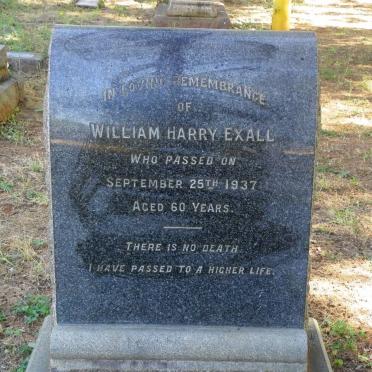 IN LOVING REMEMBRANCE
OF
WILLIAM HARRY EXALL
WHO PASSED ON
SEPTEMBER 25TH 1937
AGED 60 YEARS.
THERE IS NO DEATH
I HAVE PASSED TO A HIGHER LIFE.